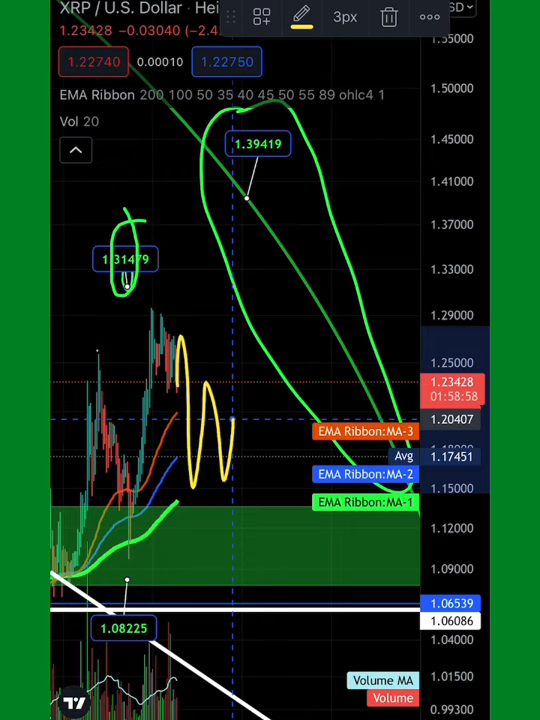 XRP / U.S. Dollar · Hei
3px
1.23428 -0.03040 (-2.4
1.22740 0.00010 1.22750
EMA Ribbon 200 100 50 35 40 45 50 55 89 ohlc4 1
Vol 20
1.39419
1.31479
1.08225
1.50000
1.45000
1.41000
1.37000
1.33000
1.29000
1.25000
1.23428
01:58:58
1.20407
EMA Ribbon:MA-3
Avg 1.17451
EMA Ribbon:MA-2
1.15000
EMA Ribbon:MA-1
1.12000
1.09000
1.06539
1.06086
1.04000
1.01500
Volume MA
Volume
0.99300